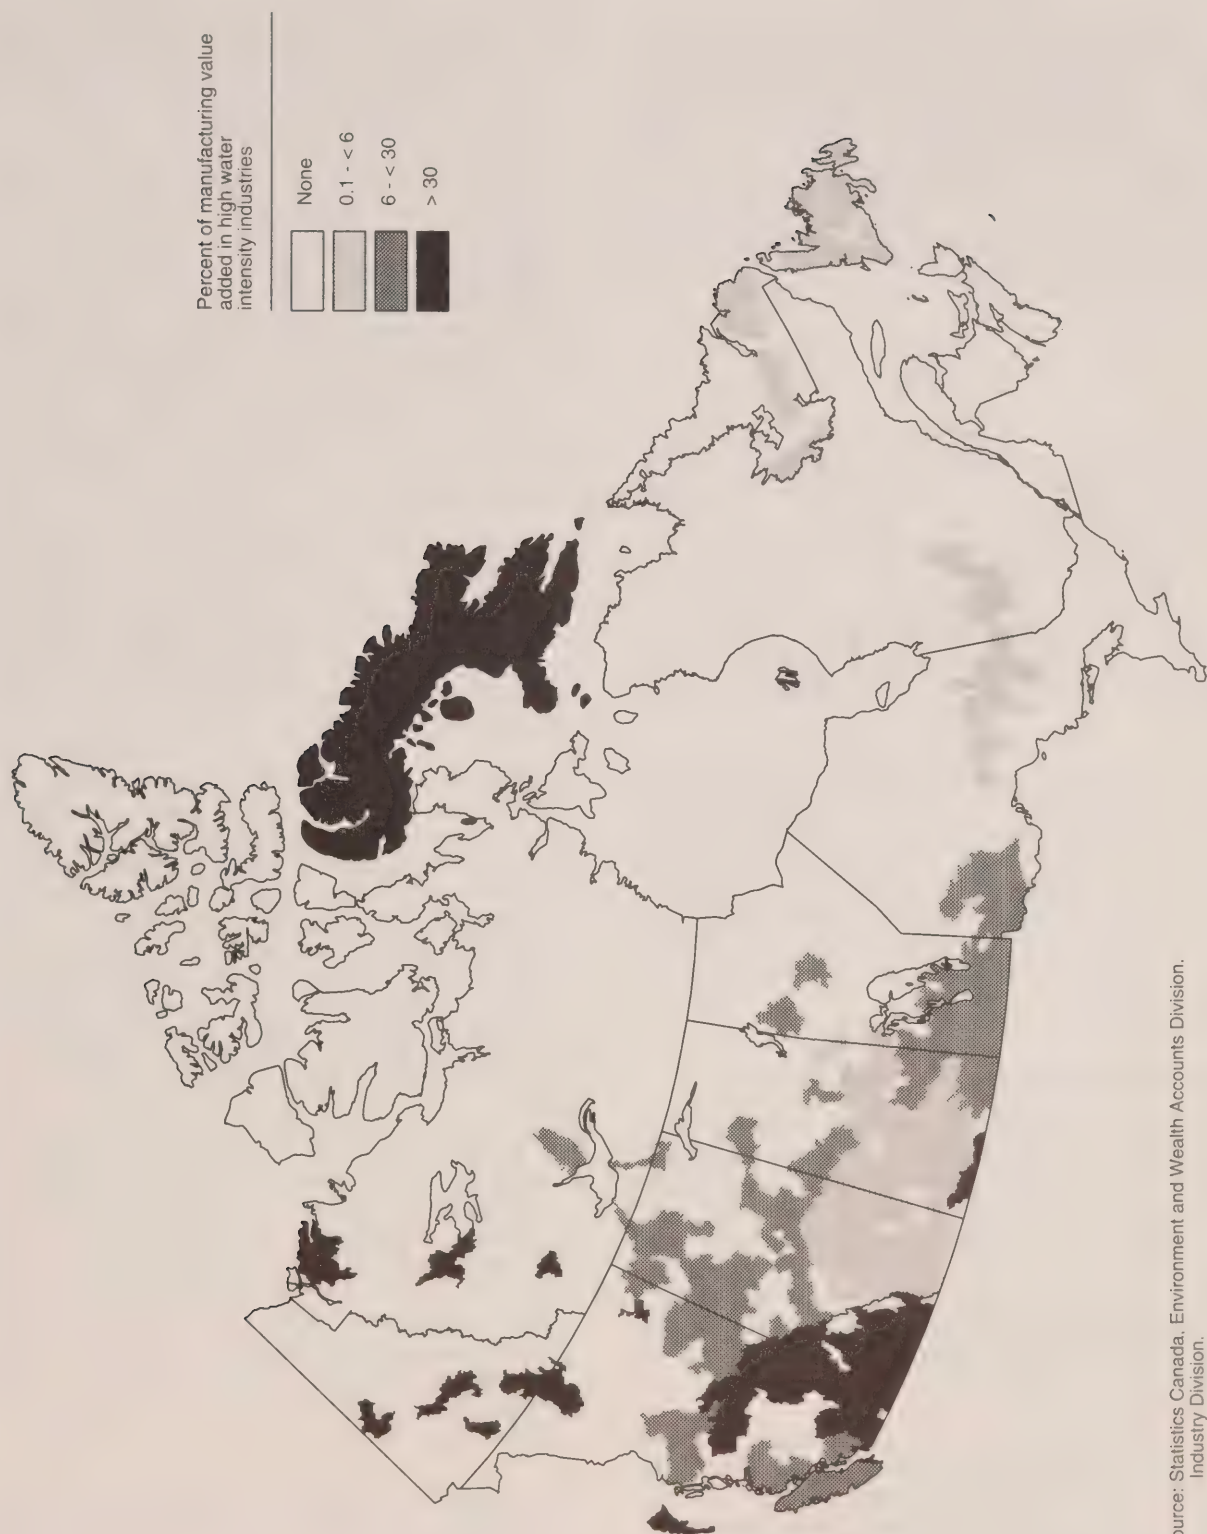 Percent of manufacturing value
added in high water
intensity industries
None
0.1 - < 6
6 - < 30
> 30
Statistics Canada, Environment and Wealth Accounts Division.
Industry Division.